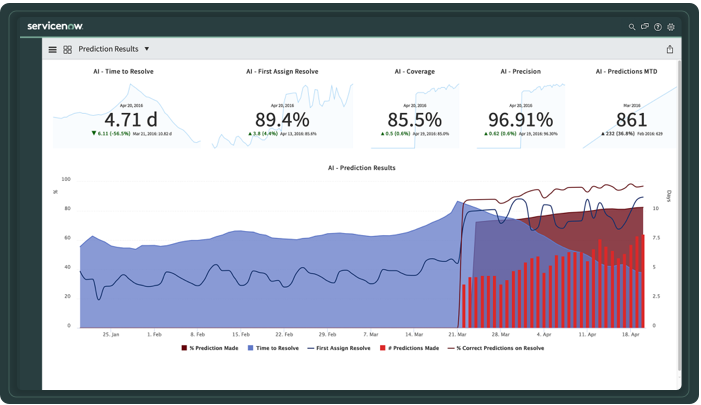 servicenow
Prediction Results
AI - Time to Resolve
Apr 20, 2016
4.71 d
▼ 6.11 (-56.5%) Mar 21, 2016: 10.82 d
AI - First Assign Resolve
Apr 20, 2016
89.4%
▲ 3.8 (4.4%) Apr 13, 2016: 85.6%
AI - Coverage
Apr 20, 2016
85.5%
▲ 0.5 (0.6%) Apr 19, 2016: 85.0%
AI - Precision
Apr 20, 2016
96.91%
▲ 0.62 (0.6%) Apr 19, 2016: 96.30%
AI - Predictions MTD
Mar 2016
861
▲ 232 (36.8%) Feb 2016: 629
AI - Prediction Results
%
100
80
60
40
20
0
Days
10
7.5
5
2.5
0
25. Jan
1. Feb
8. Feb
15. Feb
22. Feb
29. Feb
7. Mar
14. Mar
21. Mar
28. Mar
4. Apr
11. Apr
18. Apr
% Prediction Made
Time to Resolve
First Assign Resolve
# Predictions Made
% Correct Predictions on Resolve